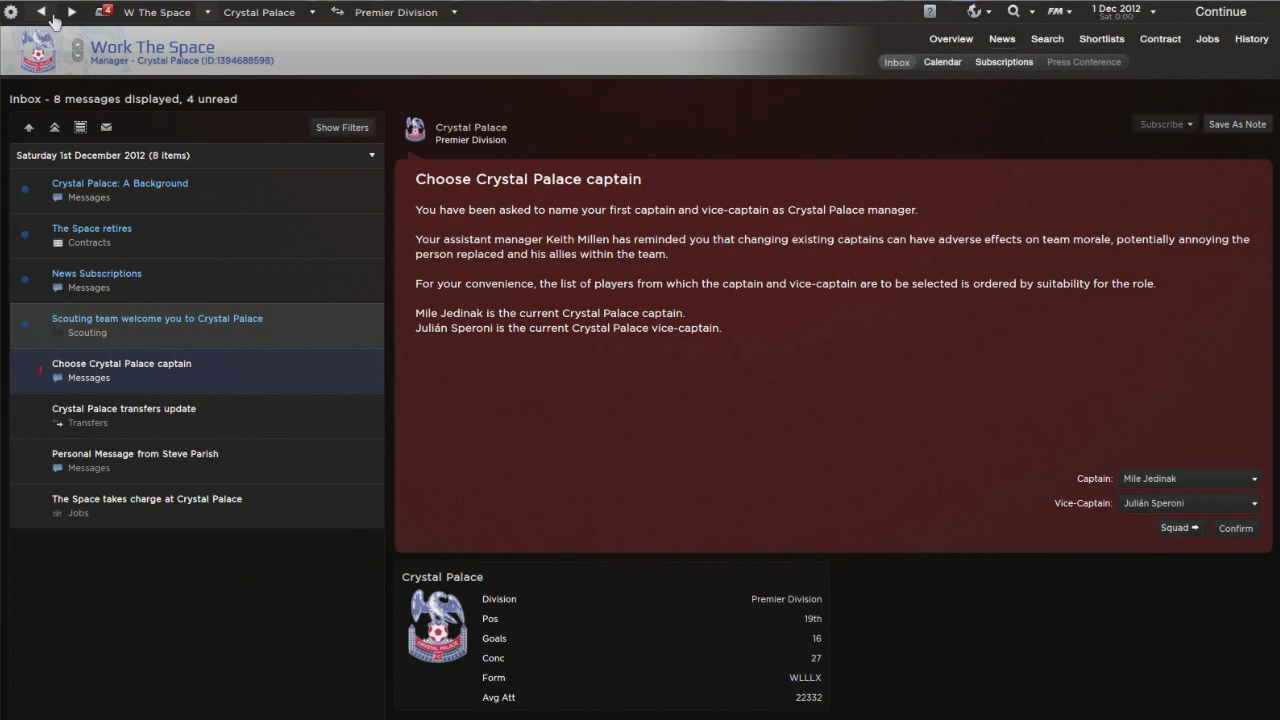 4
W The Space
Crystal Palace
Premier Division
?
FM
1 Dec 2012
Sat 0:00
Continue
Work The Space
Manager - Crystal Palace (ID:1394688598)
Overview
News
Search
Shortlists
Contract
Jobs
History
Inbox
Calendar
Subscriptions
Press Conference
Inbox - 8 messages displayed, 4 unread
Show Filters
Saturday 1st December 2012 (8 items)
Crystal Palace: A Background
Messages
The Space retires
Contracts
News Subscriptions
Messages
Scouting team welcome you to Crystal Palace
Scouting
Choose Crystal Palace captain
Messages
Crystal Palace transfers update
Transfers
Personal Message from Steve Parish
Messages
The Space takes charge at Crystal Palace
Jobs
Crystal Palace
Premier Division
Subscribe
Save As Note
Choose Crystal Palace captain
You have been asked to name your first captain and vice-captain as Crystal Palace manager.
Your assistant manager Keith Millen has reminded you that changing existing captains can have adverse effects on team morale, potentially annoying the
person replaced and his allies within the team.
For your convenience, the list of players from which the captain and vice-captain are to be selected is ordered by suitability for the role.
Mile Jedinak is the current Crystal Palace captain.
Julián Speroni is the current Crystal Palace vice-captain.
Captain: Mile Jedinak
Vice-Captain: Julián Speroni
Squad
Confirm
Crystal Palace
Division Premier Division
Pos 19th
Goals 16
Conc 27
Form WLLLX
Avg Att 22332